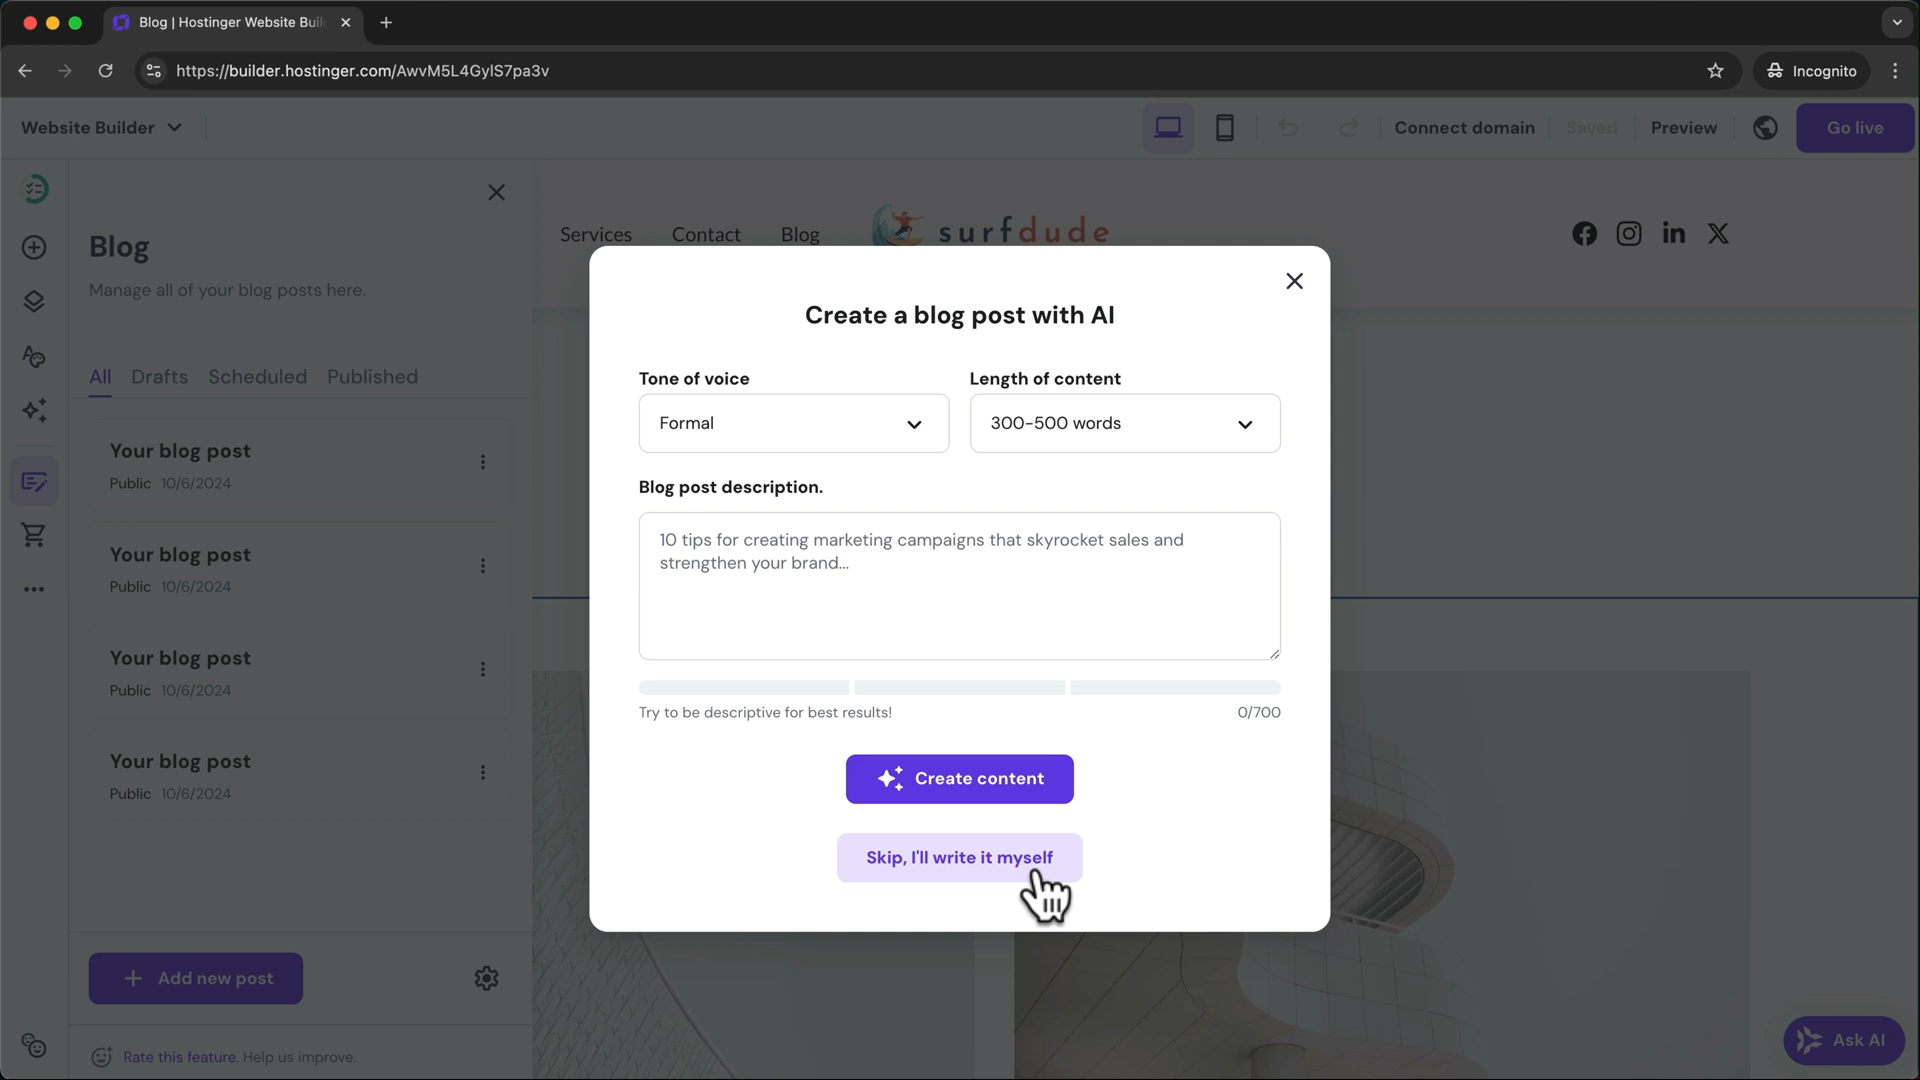 Blog | Hostinger Website Buil
https://builder.hostinger.com/AwvM5L4GylS7pa3v
Incognito
Website Builder
Connect domain
Saved
Preview
Go live
Services
Contact
Blog
surfdude
Blog
Manage all of your blog posts here.
All
Drafts
Scheduled
Published
Your blog post
Public 10/6/2024
Your blog post
Public 10/6/2024
Your blog post
Public 10/6/2024
Your blog post
Public 10/6/2024
Add new post
Rate this feature. Help us improve.
Create a blog post with AI
Tone of voice
Length of content
Formal
300-500 words
Blog post description.
10 tips for creating marketing campaigns that skyrocket sales and
strengthen your brand...
Try to be descriptive for best results!
0/700
Create content
Skip, I'll write it myself
Ask AI